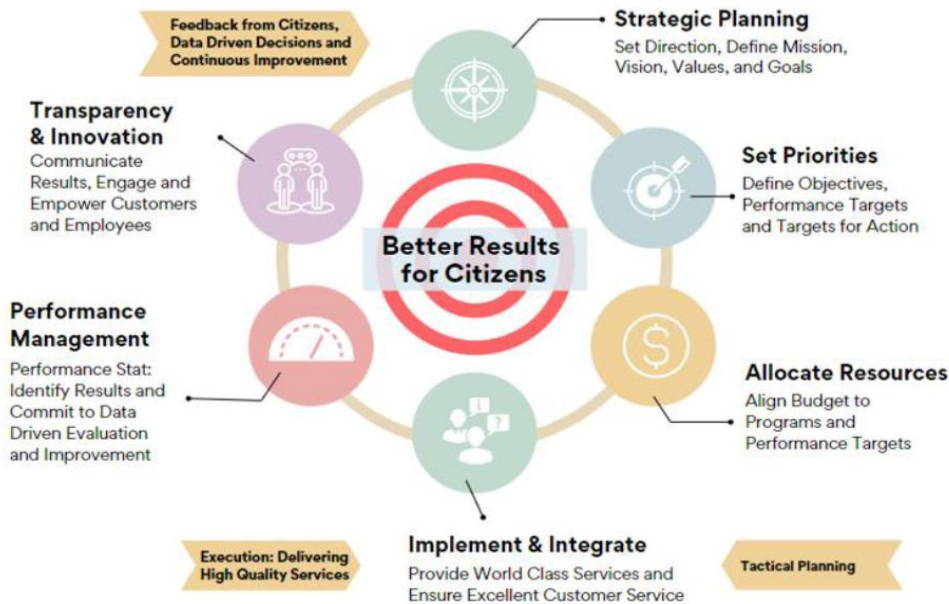 Feedback from Citizens,
Data Driven Decisions and
Continuous Improvement
Strategic Planning
Set Direction, Define Mission,
Vision, Values, and Goals
Transparency
& Innovation
Communicate
Results, Engage and
Empower Customers
and Employees
Set Priorities
Define Objectives,
Performance Targets
and Targets for Action
Better Results
for Citizens
Performance
Management
Performance Stat:
Identify Results and
Commit to Data
Driven Evaluation
and Improvement
$
Allocate Resources
Align Budget to
Programs and
Performance Targets
i
?
Implement & Integrate
Provide World Class Services and
Ensure Excellent Customer Service
Execution: Delivering
High Quality Services
Tactical Planning